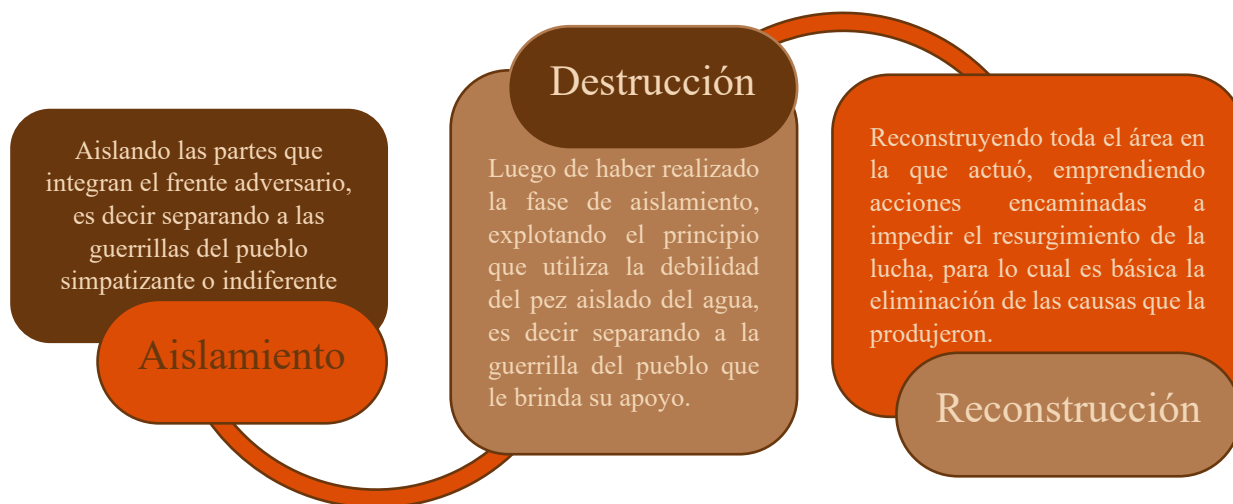 Aislando las partes que
integran el frente adversario,
es decir separando a las
guerrillas del pueblo
simpatizante o indiferente
Aislamiento
Destrucción
Luego de haber realizado
la fase de aislamiento,
explotando el principio
que utiliza la debilidad
del pez aislado del agua,
es decir separando a la
guerrilla del pueblo que
le brinda su apoyo.
Reconstruyendo toda el área en
la que actuó, emprendiendo
acciones encaminadas a
impedir el resurgimiento de la
lucha, para lo cual es básica la
eliminación de las causas que la
produjeron.
Reconstrucción